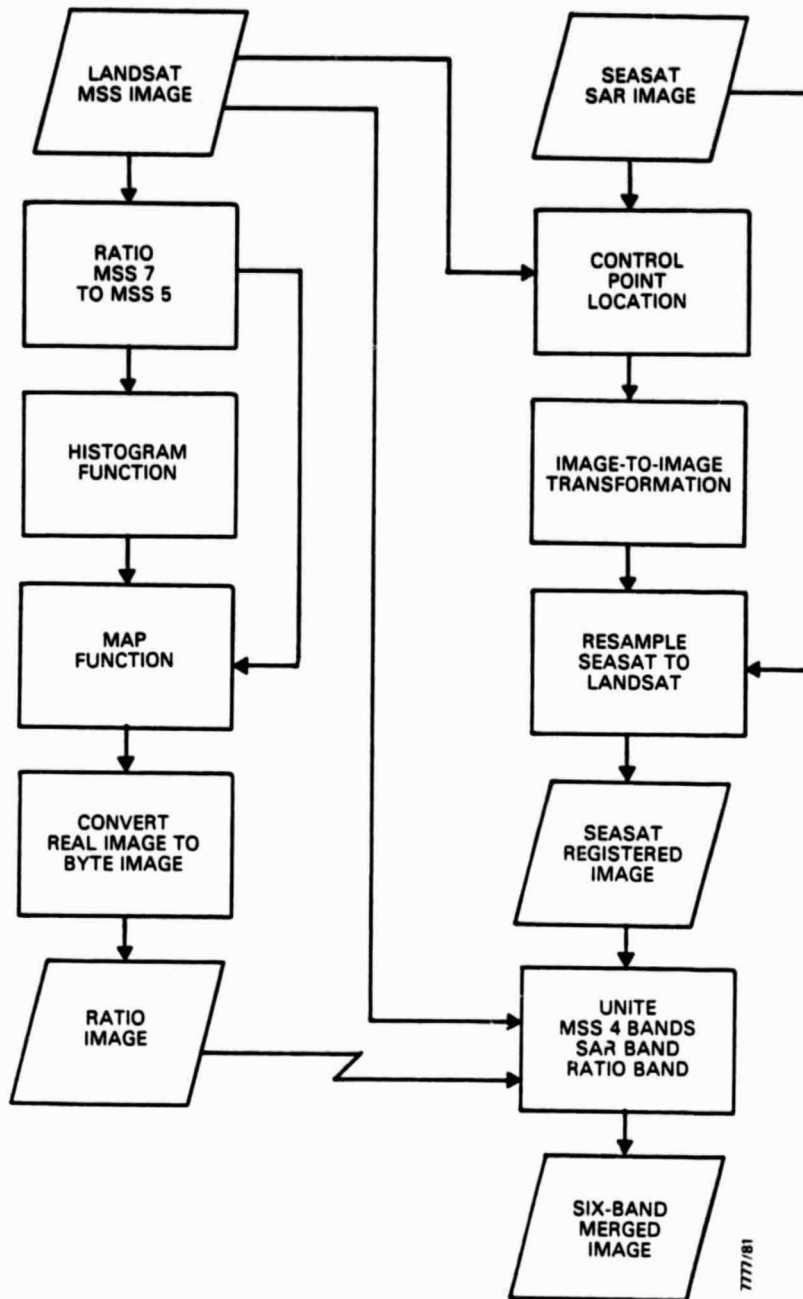 LANDSAT
MSS IMAGE
RATIO
MSS 7
TO MSS 5
HISTOGRAM
FUNCTION
MAP
FUNCTION
CONVERT
REAL IMAGE TO
BYTE IMAGE
RATIO
IMAGE
SEASAT
SAR IMAGE
CONTROL
POINT
LOCATION
IMAGE-TO-IMAGE
TRANSFORMATION
RESAMPLE
SEASAT TO
LANDSAT
SEASAT
REGISTERED
IMAGE
UNITE
MSS 4 BANDS
SAR BAND
RATIO BAND
SIX-BAND
MERGED
IMAGE
7777/81